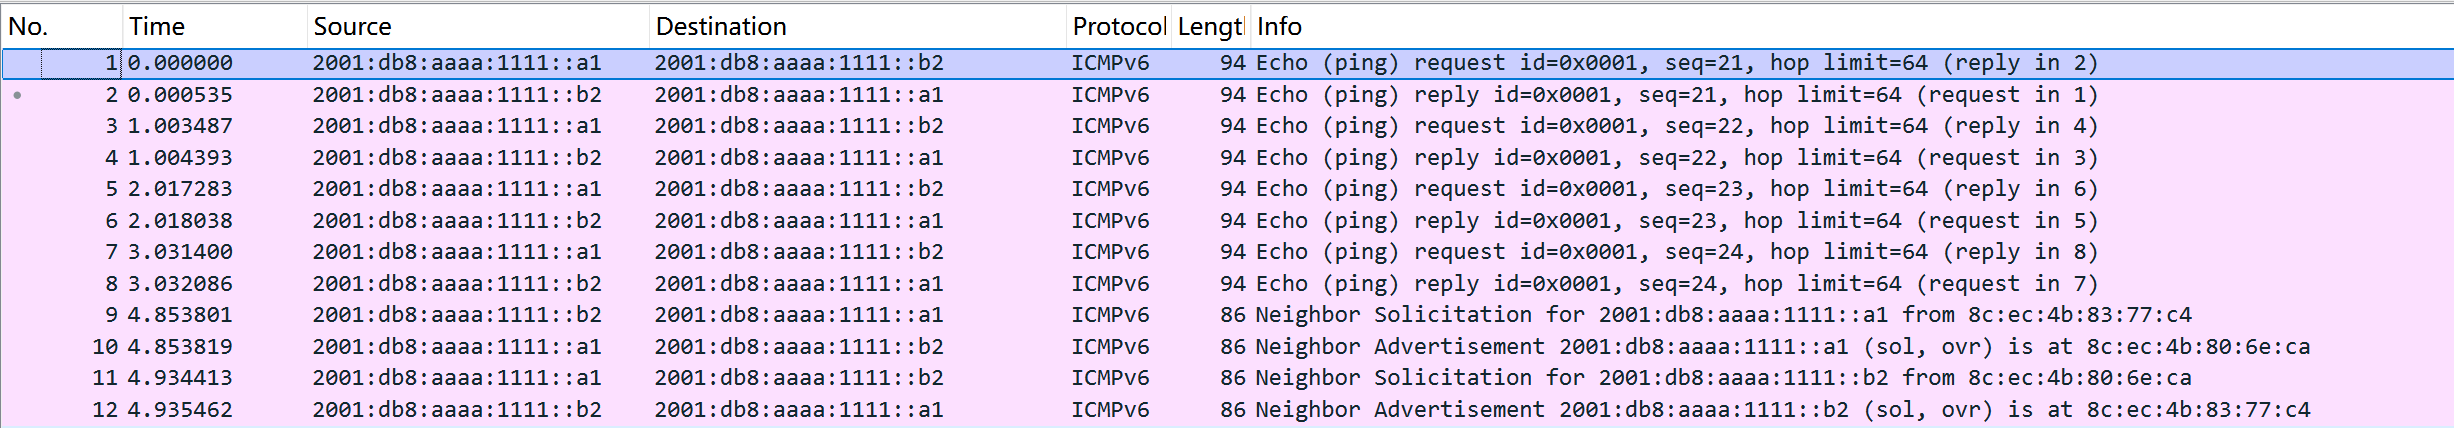 No. Time Source Destination Protocol Lengtl Info
1 0.000000 2001:db8:aaaa:1111::a1 2001:db8:aaaa:1111::b2 ICMPv6 94 Echo (ping) request id=0x0001, seq=21, hop limit=64 (reply in 2)
2 0.000535 2001:db8:aaaa:1111::b2 2001:db8:aaaa:1111::a1 ICMPv6 94 Echo (ping) reply id=0x0001, seq=21, hop limit=64 (request in 1)
3 1.003487 2001:db8:aaaa:1111::a1 2001:db8:aaaa:1111::b2 ICMPv6 94 Echo (ping) request id=0x0001, seq=22, hop limit=64 (reply in 4)
4 1.004393 2001:db8:aaaa:1111::b2 2001:db8:aaaa:1111::a1 ICMPv6 94 Echo (ping) reply id=0x0001, seq=22, hop limit=64 (request in 3)
5 2.017283 2001:db8:aaaa:1111::a1 2001:db8:aaaa:1111::b2 ICMPv6 94 Echo (ping) request id=0x0001, seq=23, hop limit=64 (reply in 6)
6 2.018038 2001:db8:aaaa:1111::b2 2001:db8:aaaa:1111::a1 ICMPv6 94 Echo (ping) reply id=0x0001, seq=23, hop limit=64 (request in 5)
7 3.031400 2001:db8:aaaa:1111::a1 2001:db8:aaaa:1111::b2 ICMPv6 94 Echo (ping) request id=0x0001, seq=24, hop limit=64 (reply in 8)
8 3.032086 2001:db8:aaaa:1111::b2 2001:db8:aaaa:1111::a1 ICMPv6 94 Echo (ping) reply id=0x0001, seq=24, hop limit=64 (request in 7)
9 4.853801 2001:db8:aaaa:1111::b2 2001:db8:aaaa:1111::a1 ICMPv6 86 Neighbor Solicitation for 2001:db8:aaaa:1111::a1 from 8c:ec:4b:83:77:c4
10 4.853819 2001:db8:aaaa:1111::a1 2001:db8:aaaa:1111::b2 ICMPv6 86 Neighbor Advertisement 2001:db8:aaaa:1111::a1 (sol, ovr) is at 8c:ec:4b:80:6e:ca
11 4.934413 2001:db8:aaaa:1111::a1 2001:db8:aaaa:1111::b2 ICMPv6 86 Neighbor Solicitation for 2001:db8:aaaa:1111::b2 from 8c:ec:4b:80:6e:ca
12 4.935462 2001:db8:aaaa:1111::b2 2001:db8:aaaa:1111::a1 ICMPv6 86 Neighbor Advertisement 2001:db8:aaaa:1111::b2 (sol, ovr) is at 8c:ec:4b:83:77:c4